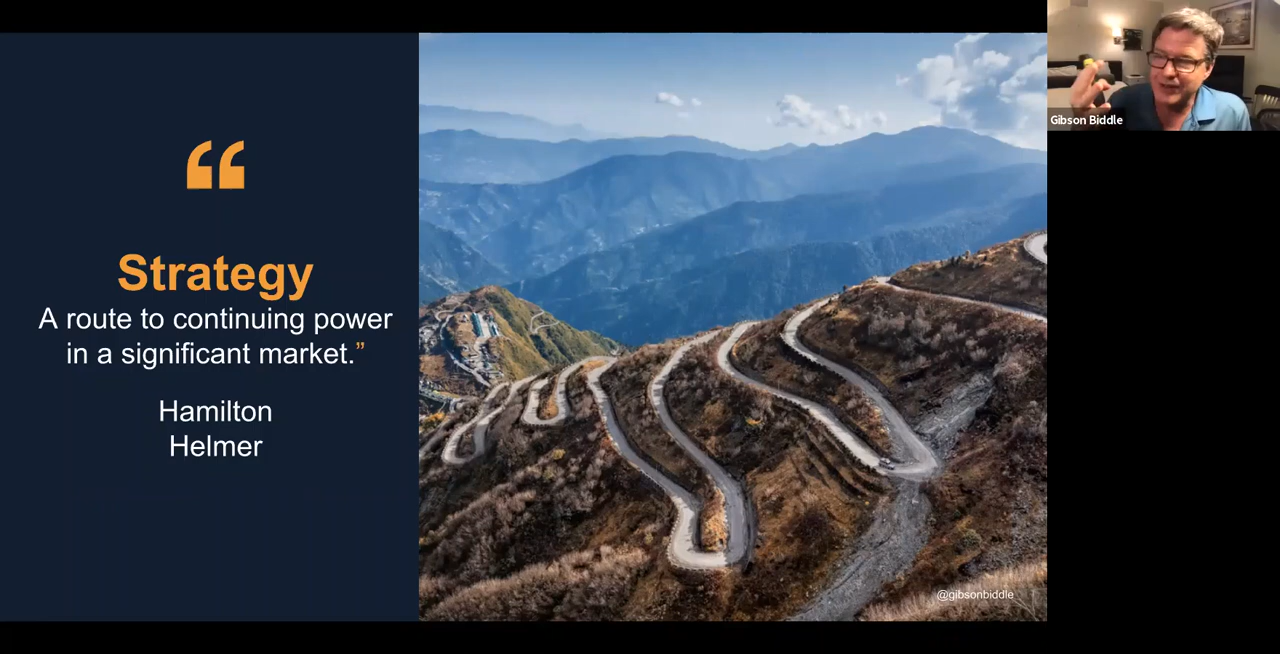 “
Strategy
A route to continuing power
in a significant market.”
Hamilton
Helmer
@gibsonbiddle
Gibson Biddle